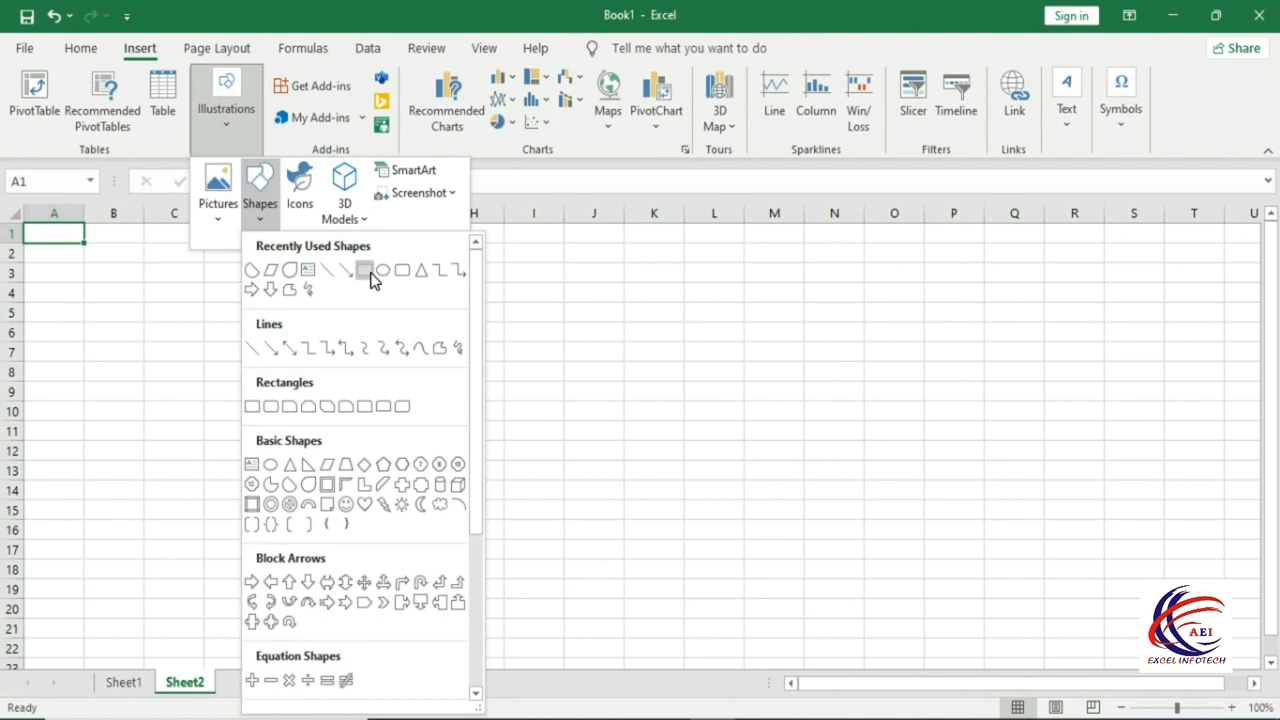 Book1 - Excel
Sign in
File Home Insert Page Layout Formulas Data Review View Help Tell me what you want to do Share
PivotTable Recommended PivotTables Table Illustrations Get Add-ins My Add-ins Recommended Charts Maps PivotChart 3D Map Line Column Win/ Loss Slicer Timeline Link Text Symbols
Tables Add-ins Charts Tours Sparklines Filters Links
A1
Pictures Shapes Icons 3D Models SmartArt Screenshot
A B C H I J K L M N O P Q R S T U
Recently Used Shapes
Lines
Rectangles
Basic Shapes
Block Arrows
Equation Shapes
1
2
3
4
5
6
7
8
9
10
11
12
13
14
15
16
17
18
19
20
21
22
23
AEI
EXCEL INFOTECH
Sheet1 Sheet2
Ready
100%